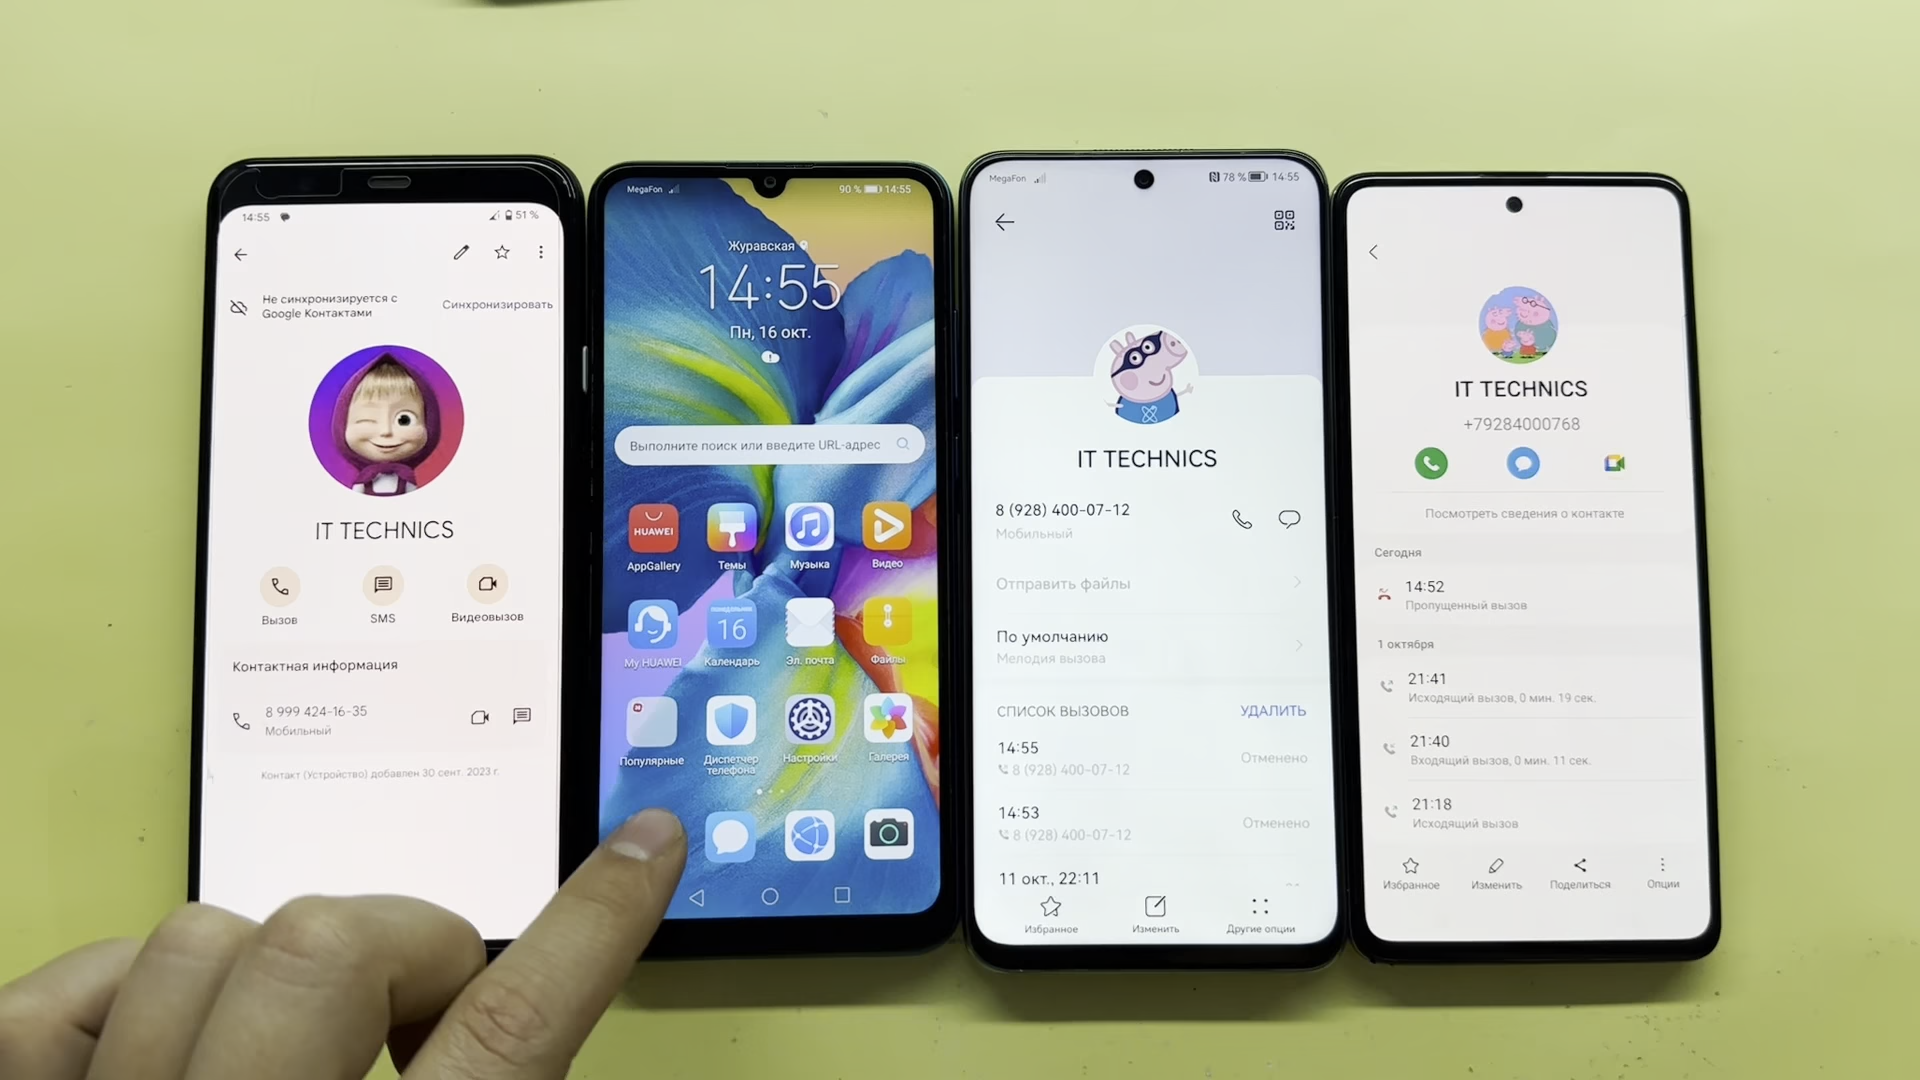 14:55
51 %
Не синхронизируется с
Google Контактами
Синхронизировать
IT TECHNICS
Вызов
SMS
Видеовызов
Контактная информация
8 999 424-16-35
Мобильный
Контакт (Устройство) добавлен 30 сент. 2023 г.
MegaFon
90 %
14:55
Журавская
14:55
Пн, 16 окт.
Выполните поиск или введите URL-адрес
HUAWEI
AppGallery
Темы
Музыка
Видео
понедельник
16
My HUAWEI
Календарь
Эл. почта
Файлы
Популярные
Диспетчер
телефона
Настройки
Галерея
MegaFon
78 %
14:55
IT TECHNICS
8 (928) 400-07-12
Мобильный
Отправить файлы
По умолчанию
Мелодия вызова
СПИСОК ВЫЗОВОВ
УДАЛИТЬ
14:55
8 (928) 400-07-12
Отменено
14:53
8 (928) 400-07-12
Отменено
11 окт., 22:11
Избранное
Изменить
Другие опции
IT TECHNICS
+79284000768
Посмотреть сведения о контакте
Сегодня
14:52
Пропущенный вызов
1 октября
21:41
Исходящий вызов, 0 мин. 19 сек.
21:40
Входящий вызов, 0 мин. 11 сек.
21:18
Исходящий вызов
Избранное
Изменить
Поделиться
Опции